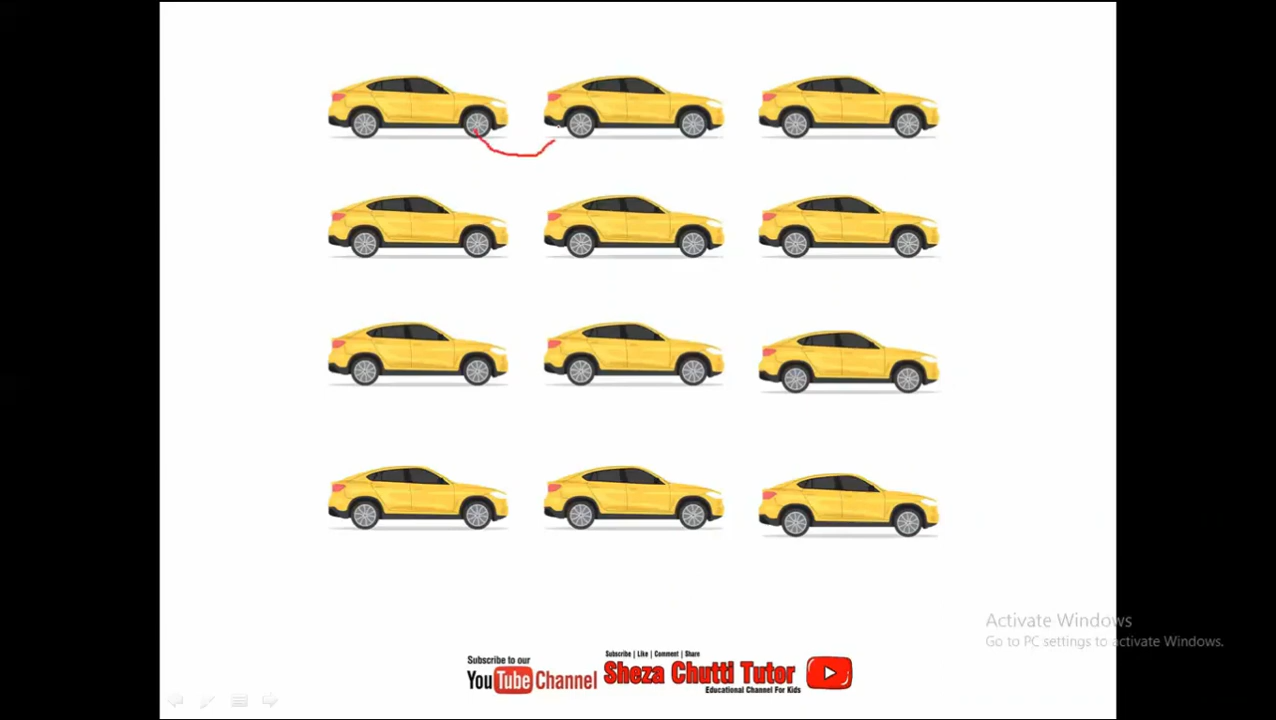 Activate Windows
Go to PC settings to activate Windows.
Subscribe to our
YouTube Channel
Subscribe | Like | Comment | Share
Sheza Chutti Tutor
Educational Channel For Kids